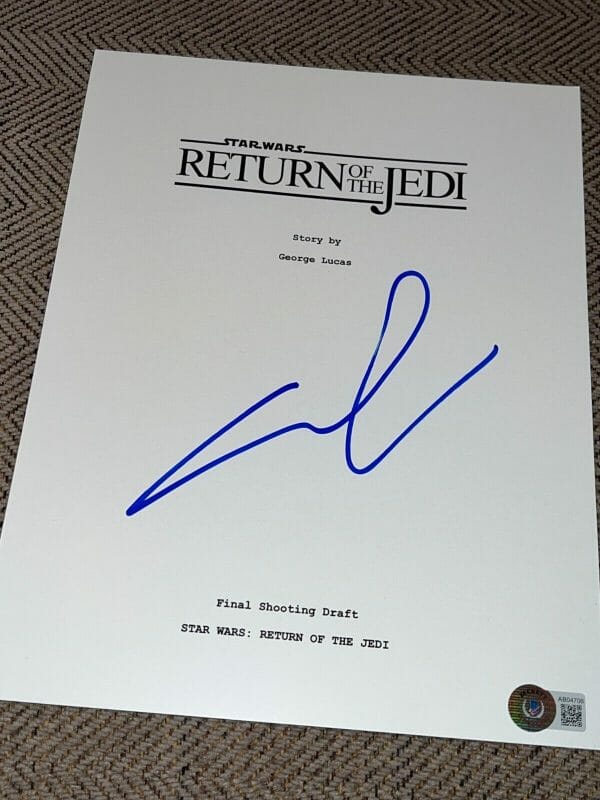 STAR WARS
RETURN OF THE JEDI
Story by
George Lucas
Final Shooting Draft
STAR WARS: RETURN OF THE JEDI